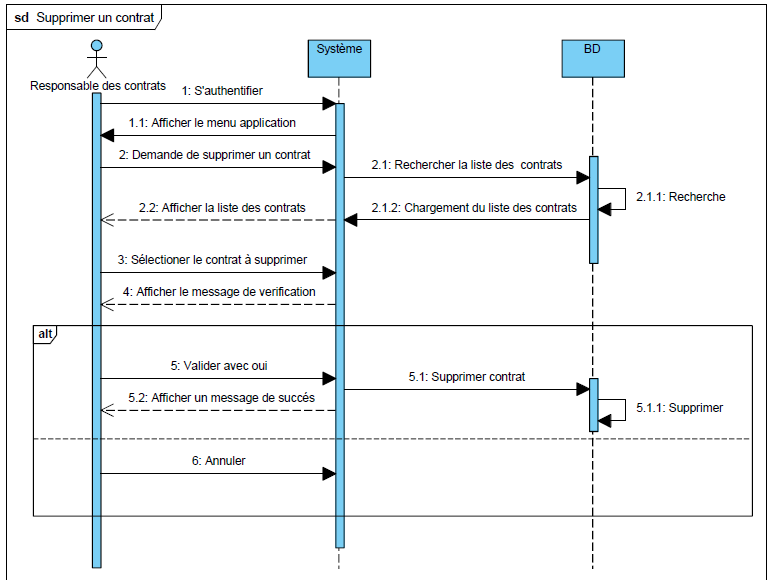 sd Supprimer un contrat
Système
BD
Responsable des contrats
1: S'authentifier
1.1: Afficher le menu application
2: Demande de supprimer un contrat
2.1: Rechercher la liste des contrats
2.1.1: Recherche
2.2: Afficher la liste des contrats
2.1.2: Chargement du liste des contrats
3: Sélectioner le contrat à supprimer
4: Afficher le message de verification
alt
5: Valider avec oui
5.1: Supprimer contrat
5.2: Afficher un message de succés
5.1.1: Supprimer
6: Annuler